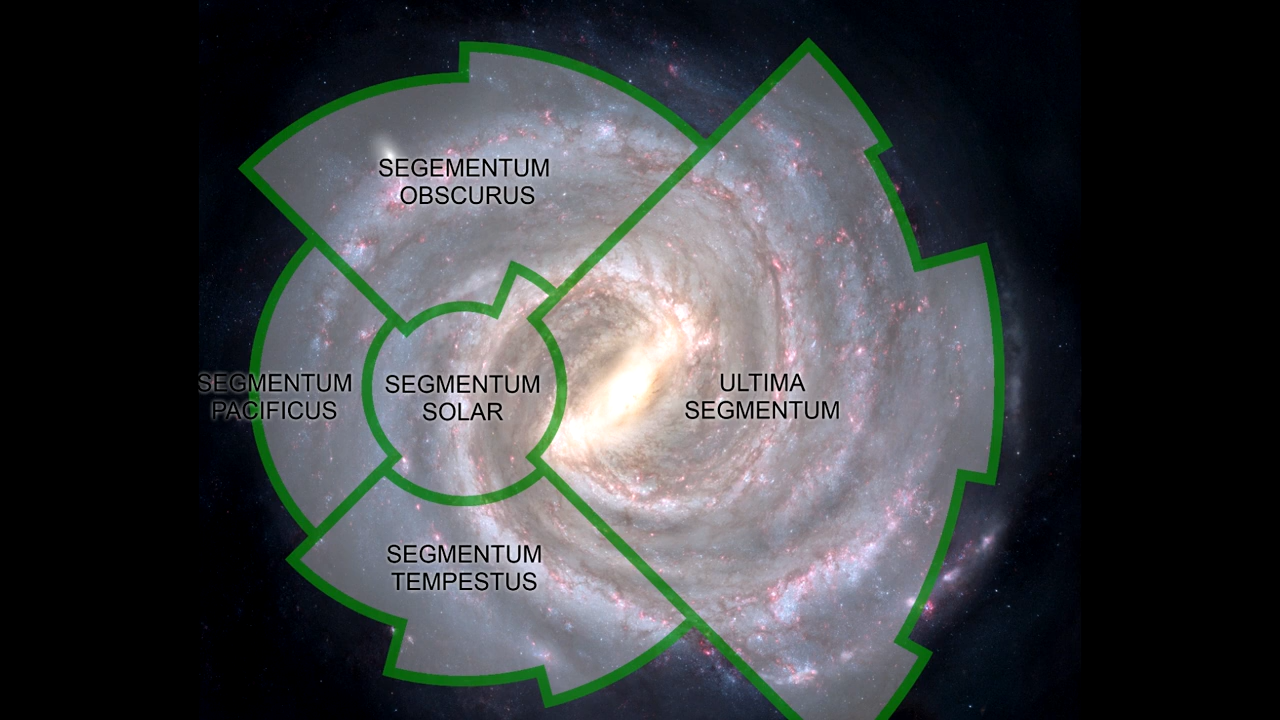 SEGEMENTUM
OBSCURUS
SEGMENTUM
PACIFICUS
SEGMENTUM
SOLAR
ULTIMA
SEGMENTUM
SEGMENTUM
TEMPESTUS